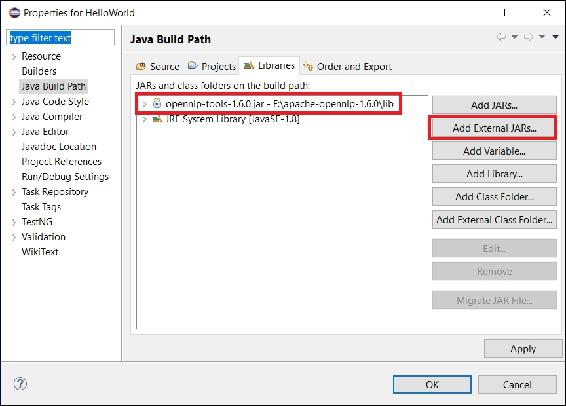 Properties for HelloWorld
type filter text
Resource
Builders
Java Build Path
Java Code Style
Java Compiler
Java Editor
Javadoc Location
Project References
Run/Debug Settings
Task Repository
Task Tags
TestNG
Validation
WikiText
Java Build Path
Source Projects Libraries Order and Export
JARs and class folders on the build path:
opennlp-tools-1.6.0.jar - F:\apache-opennlp-1.6.0\lib
JRE System Library [JavaSE-1.8]
Add JARs...
Add External JARs...
Add Variable...
Add Library...
Add Class Folder...
Add External Class Folder...
Edit...
Remove
Migrate JAR File...
Apply
OK Cancel